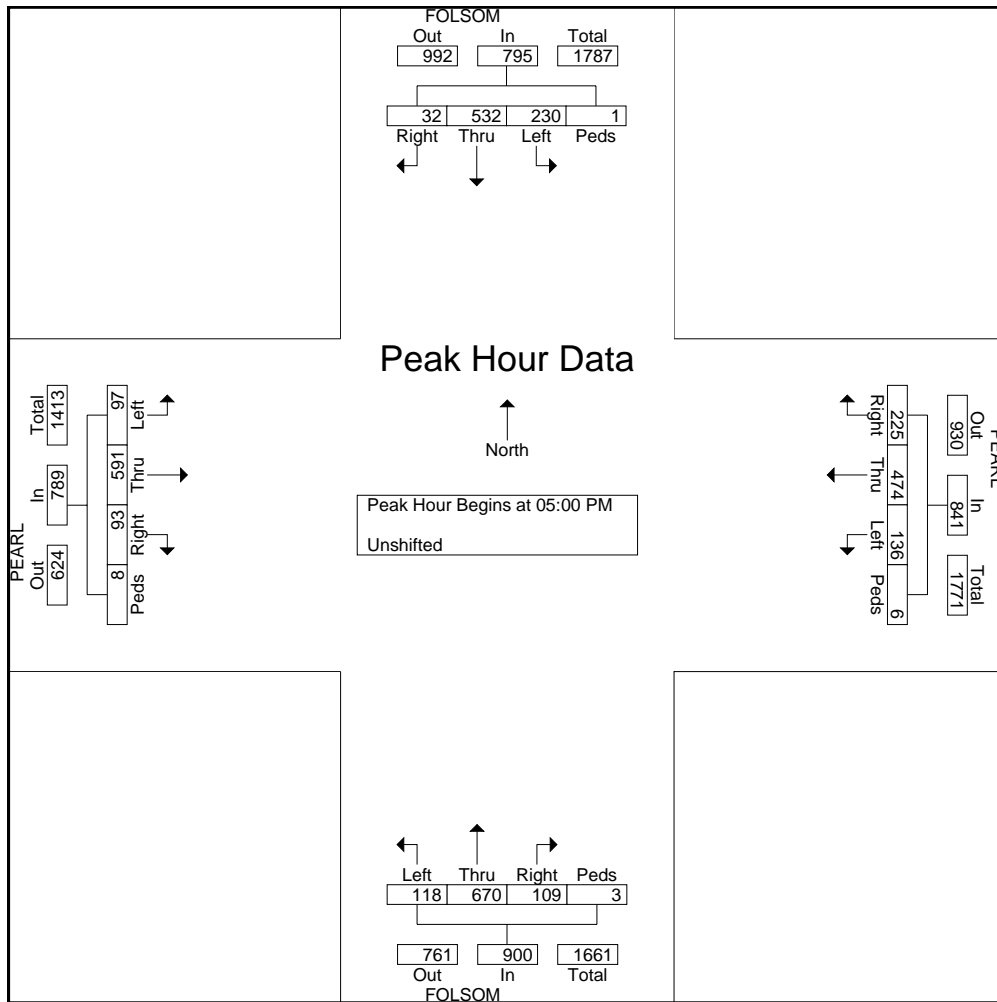 FOLSOM
Out In Total
992 795 1787
32 532 230 1
Right Thru Left Peds
Peak Hour Data
North
Peak Hour Begins at 05:00 PM
Unshifted
PEARL
Out In Total
930 841 1771
225 474 136 6
Right Thru Left Peds
Left Thru Right Peds
97 591 93 8
Total In Out
1413 789 624
PEARL
Left Thru Right Peds
118 670 109 3
761 900 1661
Out In Total
FOLSOM